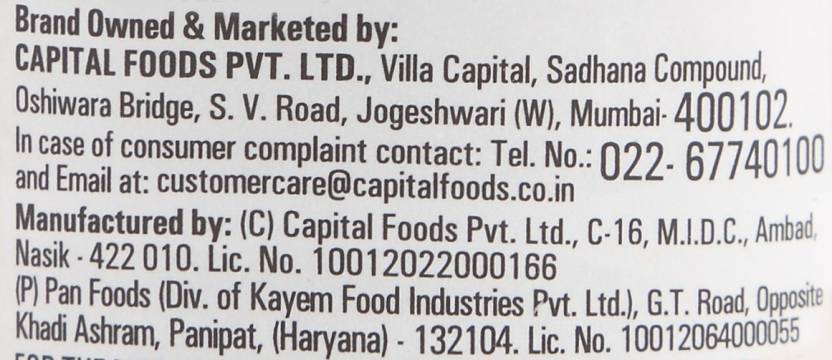 Brand Owned & Marketed by:
CAPITAL FOODS PVT. LTD., Villa Capital, Sadhana Compound,
Oshiwara Bridge, S. V. Road, Jogeshwari (W), Mumbai- 400102.
In case of consumer complaint contact: Tel. No.: 022- 67740100
and Email at: customercare@capitalfoods.co.in
Manufactured by: (C) Capital Foods Pvt. Ltd., C-16, M.I.D.C., Ambad,
Nasik - 422 010. Lic. No. 10012022000166
(P) Pan Foods (Div. of Kayem Food Industries Pvt. Ltd.), G.T. Road, Opposite
Khadi Ashram, Panipat, (Haryana) - 132104. Lic. No. 10012064000055